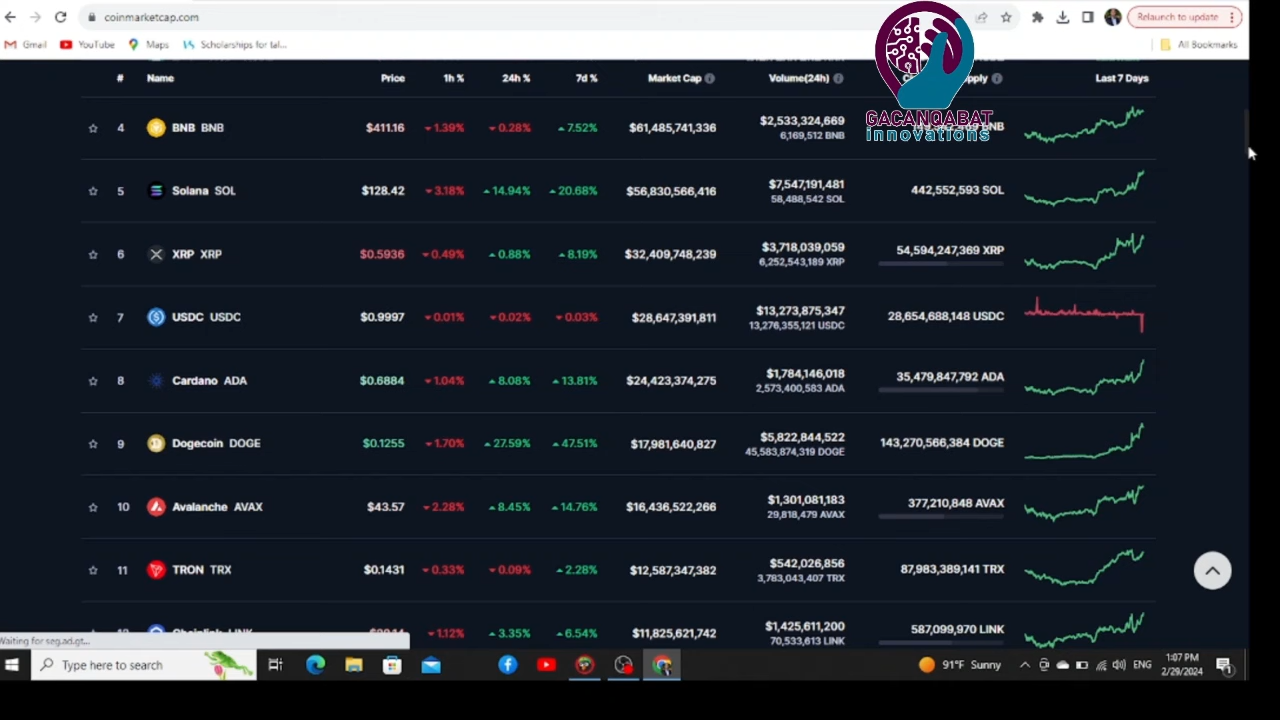 coinmarketcap.com
Relaunch to update
Gmail
YouTube
Maps
Scholarships for tal...
All Bookmarks
# Name Price 1h % 24h % 7d % Market Cap Volume(24h) Last 7 Days
GACANQABAT
innovations
4 BNB BNB $411.16 1.39% 0.28% 7.52% $61,485,741,336 $2,533,324,669
6,169,512 BNB
5 Solana SOL $128.42 3.18% 14.94% 20.68% $56,830,566,416 $7,547,191,481 442,552,593 SOL
58,488,542 SOL
6 XRP XRP $0.5936 0.49% 0.88% 8.19% $32,409,748,239 $3,718,039,059 54,594,247,369 XRP
6,252,543,189 XRP
7 USDC USDC $0.9997 0.01% 0.02% 0.03% $28,647,391,811 $13,273,875,347 28,654,688,148 USDC
13,276,355,121 USDC
8 Cardano ADA $0.6884 1.04% 8.08% 13.81% $24,423,374,275 $1,784,146,018 35,479,847,792 ADA
2,573,400,583 ADA
9 Dogecoin DOGE $0.1255 1.70% 27.59% 47.51% $17,981,640,827 $5,822,844,522 143,270,566,384 DOGE
45,583,874,319 DOGE
10 Avalanche AVAX $43.57 2.28% 8.45% 14.76% $16,436,522,266 $1,301,081,183 377,210,848 AVAX
29,818,479 AVAX
11 TRON TRX $0.1431 0.33% 0.09% 2.28% $12,587,347,382 $542,026,856 87,983,389,141 TRX
3,783,043,407 TRX
1.12% 3.35% 6.54% $11,825,621,742 $1,425,611,200 587,099,970 LINK
70,533,613 LINK
Waiting for seg.ad.gt...
Type here to search
91°F Sunny
ENG
1:07 PM
2/29/2024